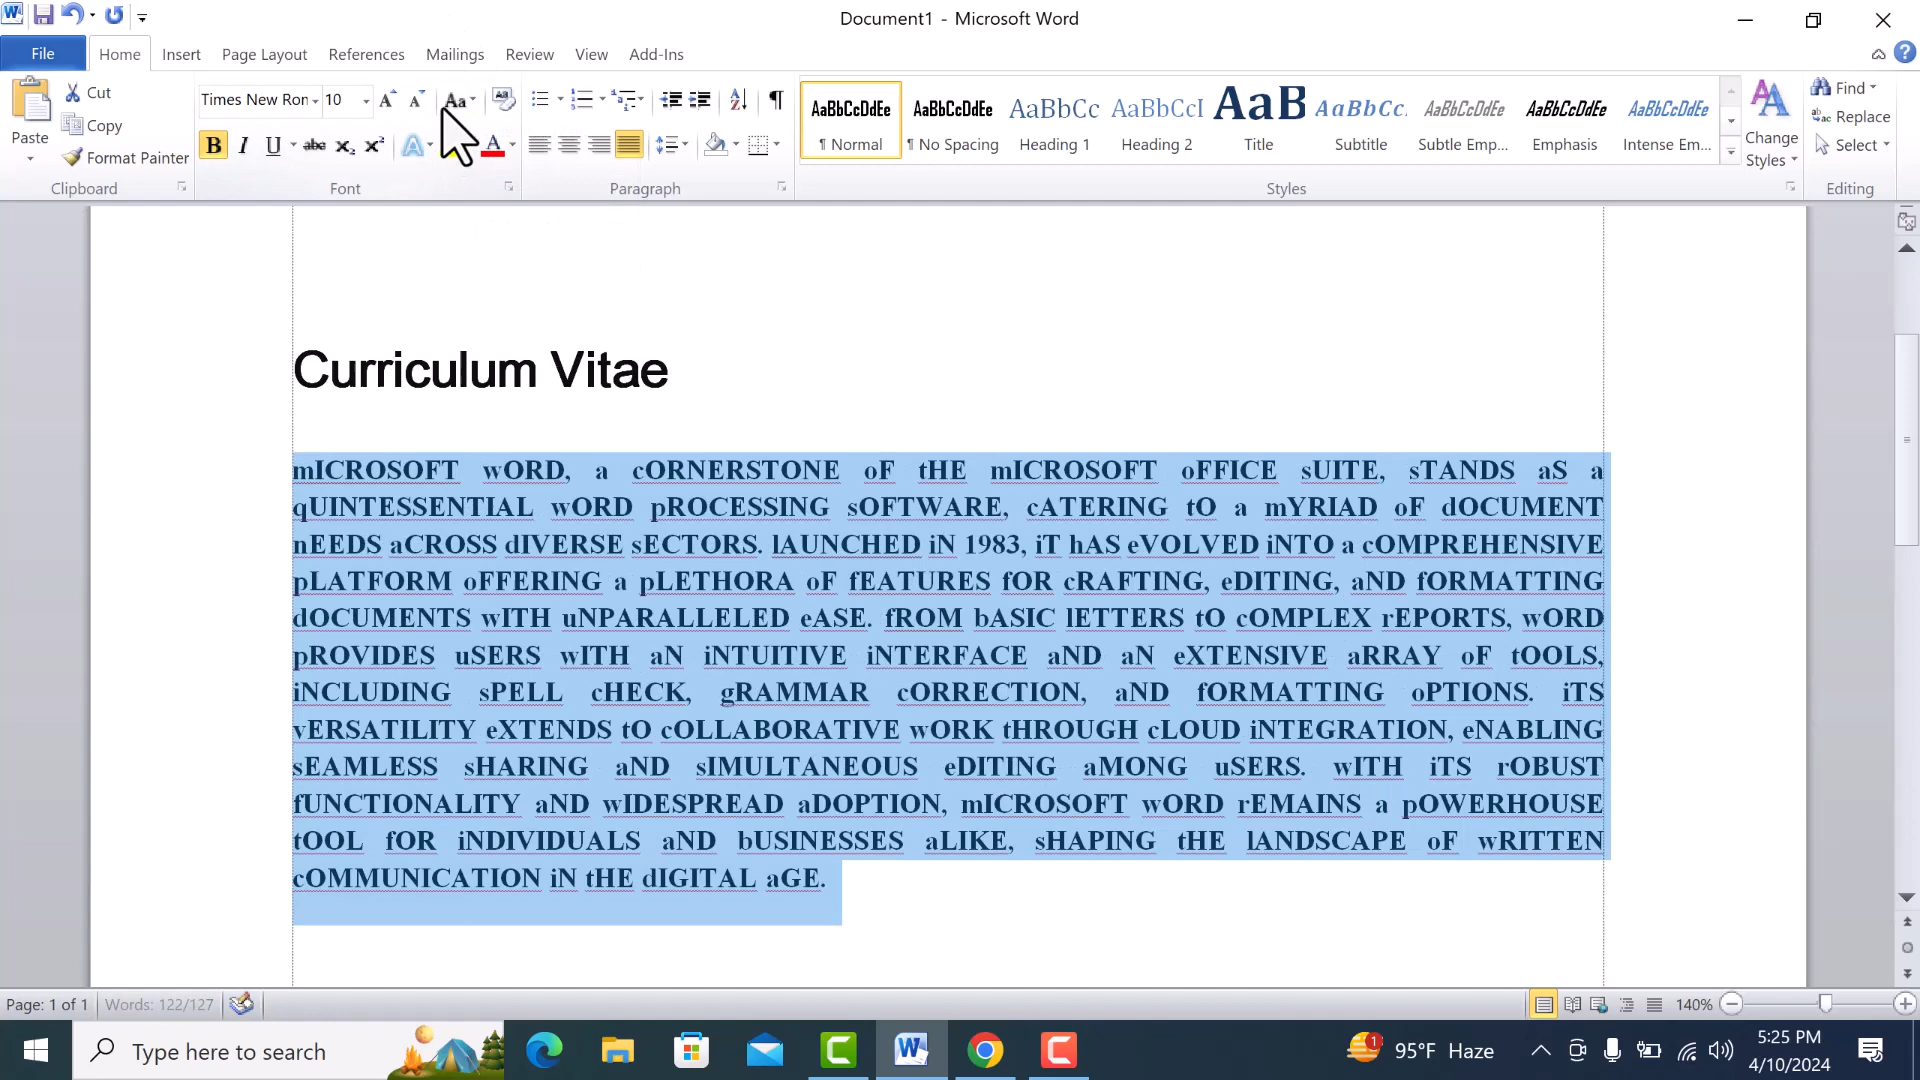 Document1 - Microsoft Word
File Home Insert Page Layout References Mailings Review View Add-Ins
Paste
Cut
Copy
Format Painter
Clipboard
Times New Ron 10
Font
Paragraph
AaBbCcDdEe AaBbCcDdEe AaBbCc AaBbCcI AaB AaBbCc. AaBbCcDdEe AaBbCcDdEe AaBbCcDdEe
¶ Normal ¶ No Spacing Heading 1 Heading 2 Title Subtitle Subtle Emp... Emphasis Intense Em...
Styles
Change Styles
Find
Replace
Select
Editing
Curriculum Vitae
mICROSOFT wORD, a cORNERSTONE oF tHE mICROSOFT oFFICE sUITE, sTANDS aS a
qUINTESSENTIAL wORD pROCESSING sOFTWARE, cATERING tO a mYRIAD oF dOCUMENT
nEEDS aCROSS dIVERSE sECTORS. lAUNCHED iN 1983, iT hAS eVOLVED iNTO a cOMPREHENSIVE
pLATFORM oFFERING a pLETHORA oF fEATURES fOR cRAFTING, eDITING, aND fORMATTING
dOCUMENTS wITH uNPARALLELED eASE. fROM bASIC lETTERS tO cOMPLEX rEPORTS, wORD
pROVIDES uSERS wITH aN iNTUITIVE iNTERFACE aND aN eXTENSIVE aRRAY oF tOOLS,
iNCLUDING sPELL cHECK, gRAMMAR cORRECTION, aND fORMATTING oPTIONS. iTS
vERSATILITY eXTENDS tO cOLLABORATIVE wORK tHROUGH cLOUD iNTEGRATION, eNABLING
sEAMLESS sHARING aND sIMULTANEOUS eDITING aMONG uSERS. wITH iTS rOBUST
fUNCTIONALITY aND wIDESPREAD aDOPTION, mICROSOFT wORD rEMAINS a pOWERHOUSE
tOOL fOR iNDIVIDUALS aND bUSINESSES aLIKE, sHAPING tHE lANDSCAPE oF wRITTEN
cOMMUNICATION iN tHE dIGITAL aGE.
Page: 1 of 1 Words: 122/127 140%
Type here to search 95°F Haze 5:25 PM
4/10/2024